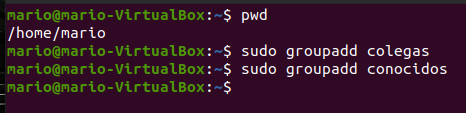 mario@mario-VirtualBox:~$ pwd
/home/mario
mario@mario-VirtualBox:~$ sudo groupadd colegas
mario@mario-VirtualBox:~$ sudo groupadd conocidos
mario@mario-VirtualBox:~$